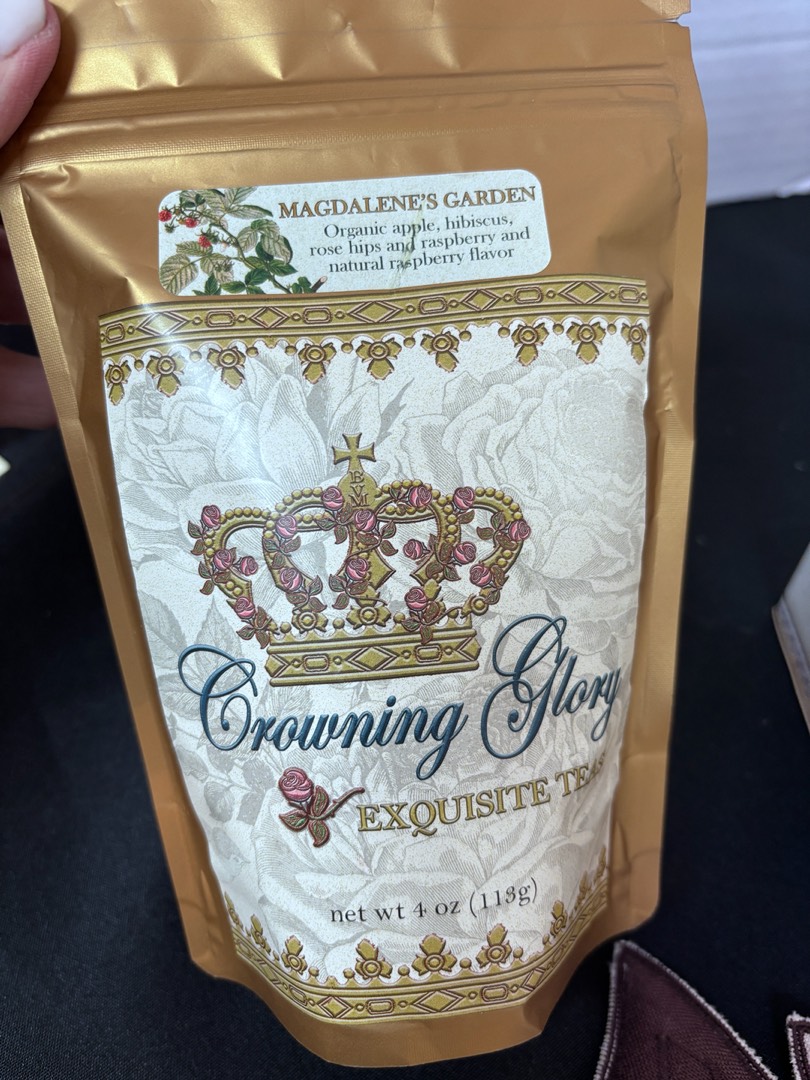 MAGDALENE'S GARDEN
Organic apple, hibiscus,
rose hips and raspberry and
natural raspberry flavor
BVM
Crowning Glory
EXQUISITE TEAS
net wt 4 oz (113g)